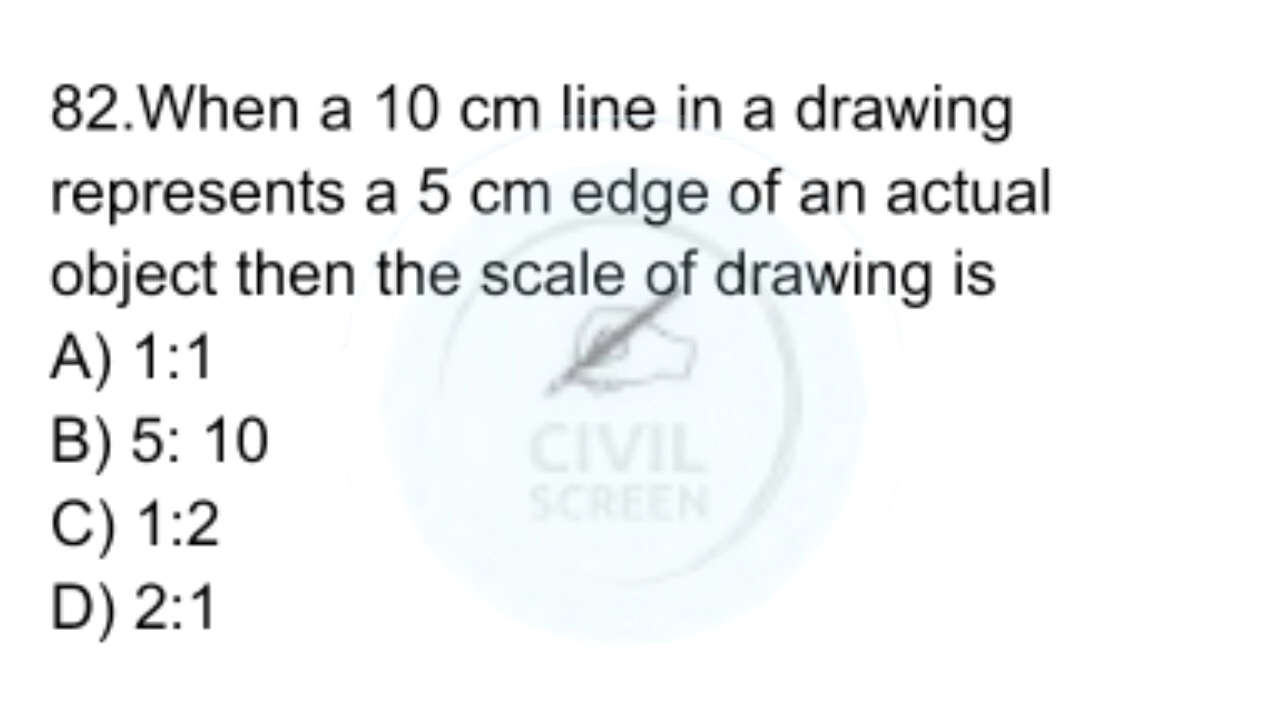 82.When a 10 cm line in a drawing
represents a 5 cm edge of an actual
object then the scale of drawing is
A) 1:1
B) 5: 10
C) 1:2
D) 2:1
CIVIL
SCREEN